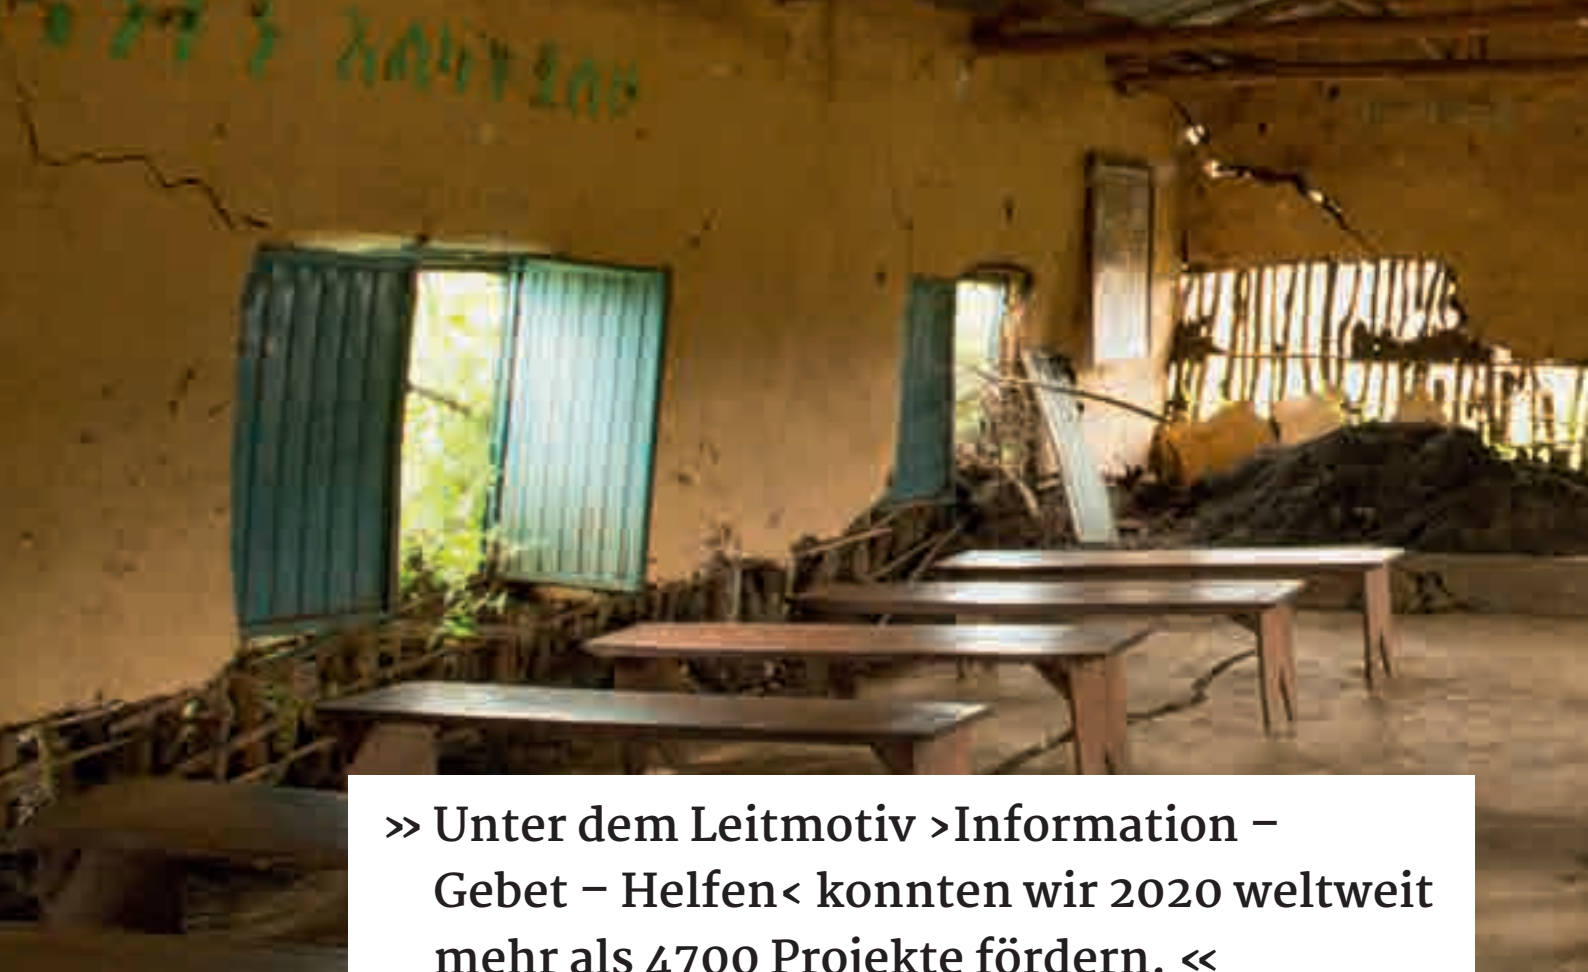 » Unter dem Leitmotiv ›Information –
Gebet – Helfen‹ konnten wir 2020 weltweit
mehr als 4700 Projekte fördern. «